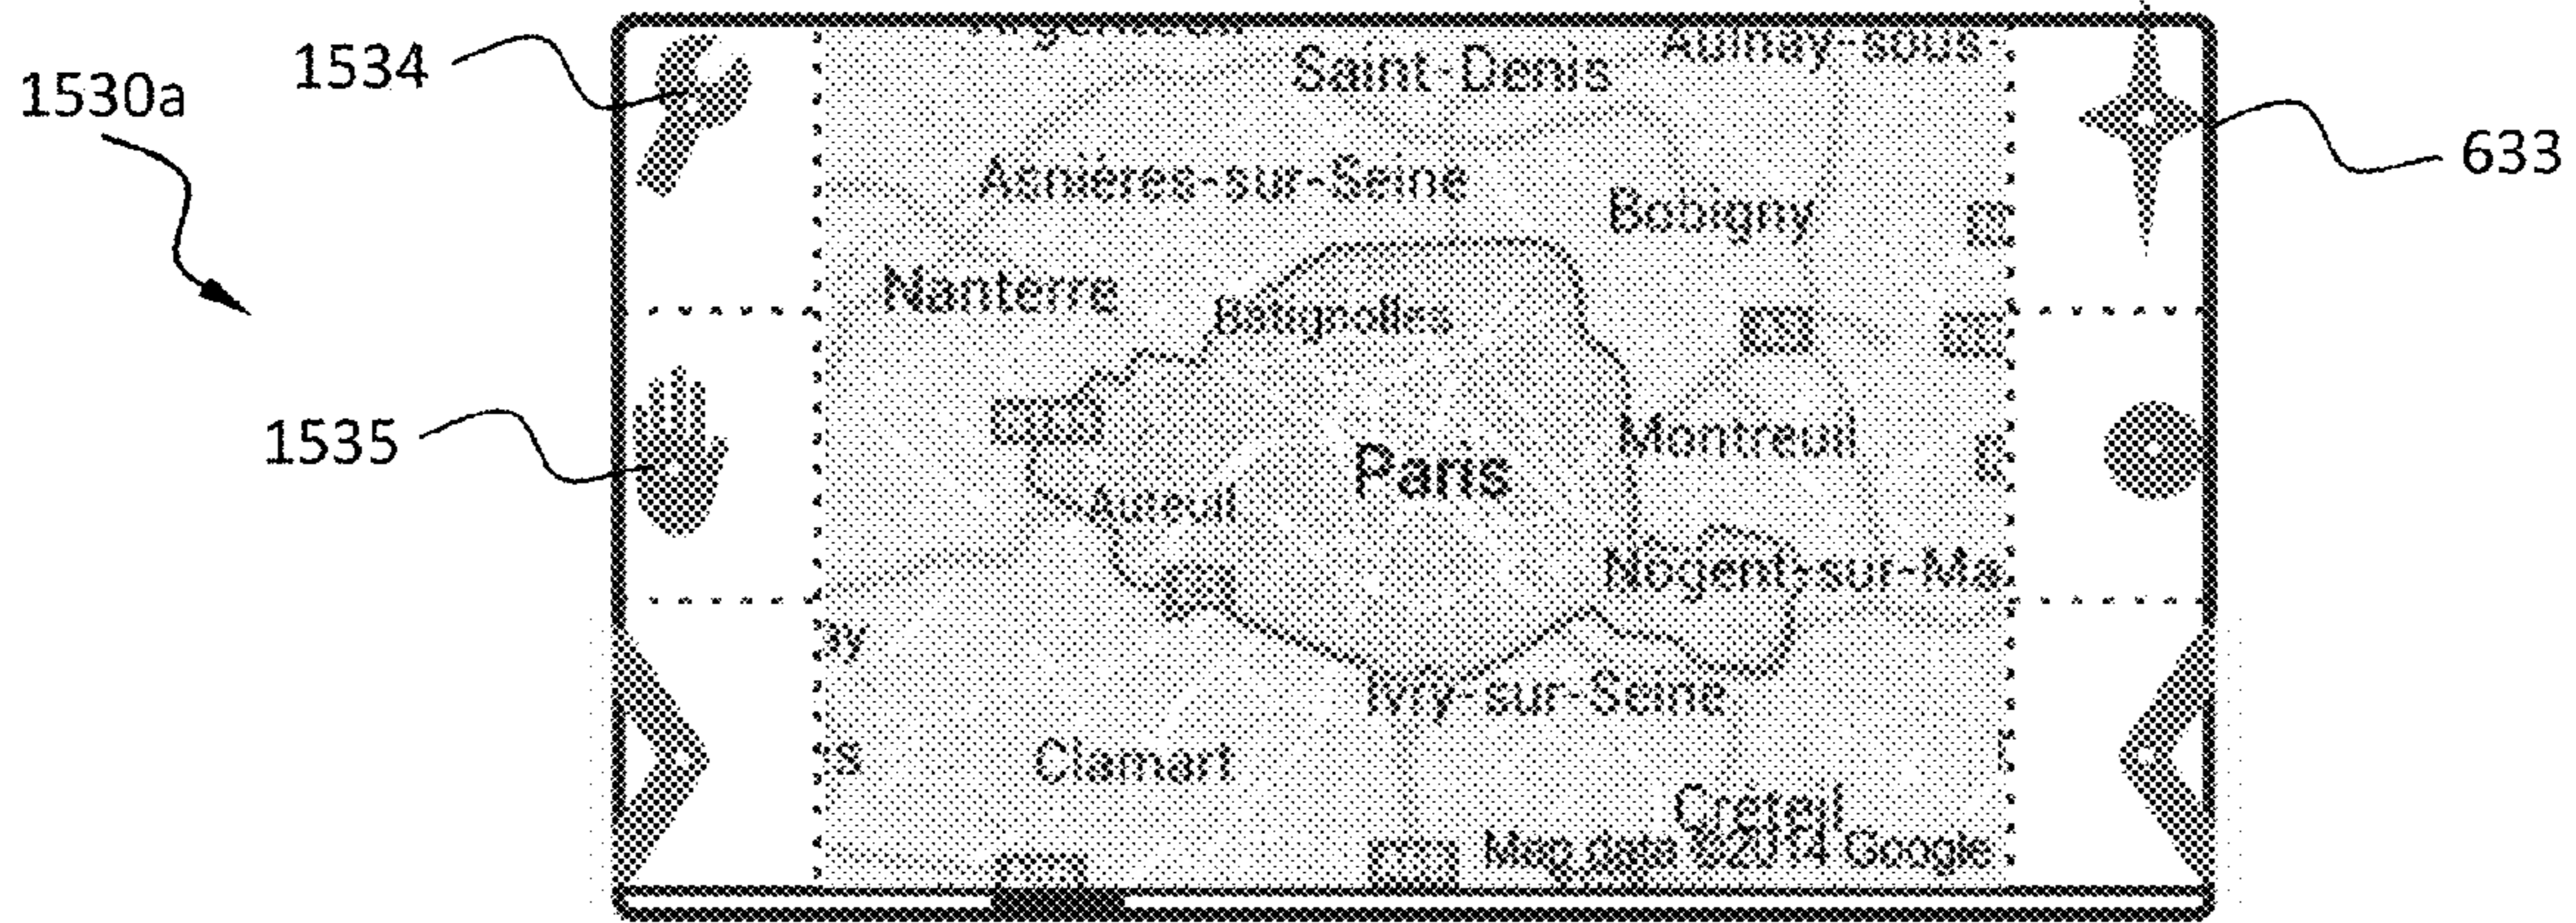 Saint-Denis
Aulnay-sous-
1534
1530a
633
Asnières-sur-Seine
Bobigny
Nanterre
Batignolles
1535
Montreuil
Paris
Auteuil
Nogent-sur-Ma
ay
Ivry-sur-Seine
Clamart
s
Créteil
Map data ©2014 Google